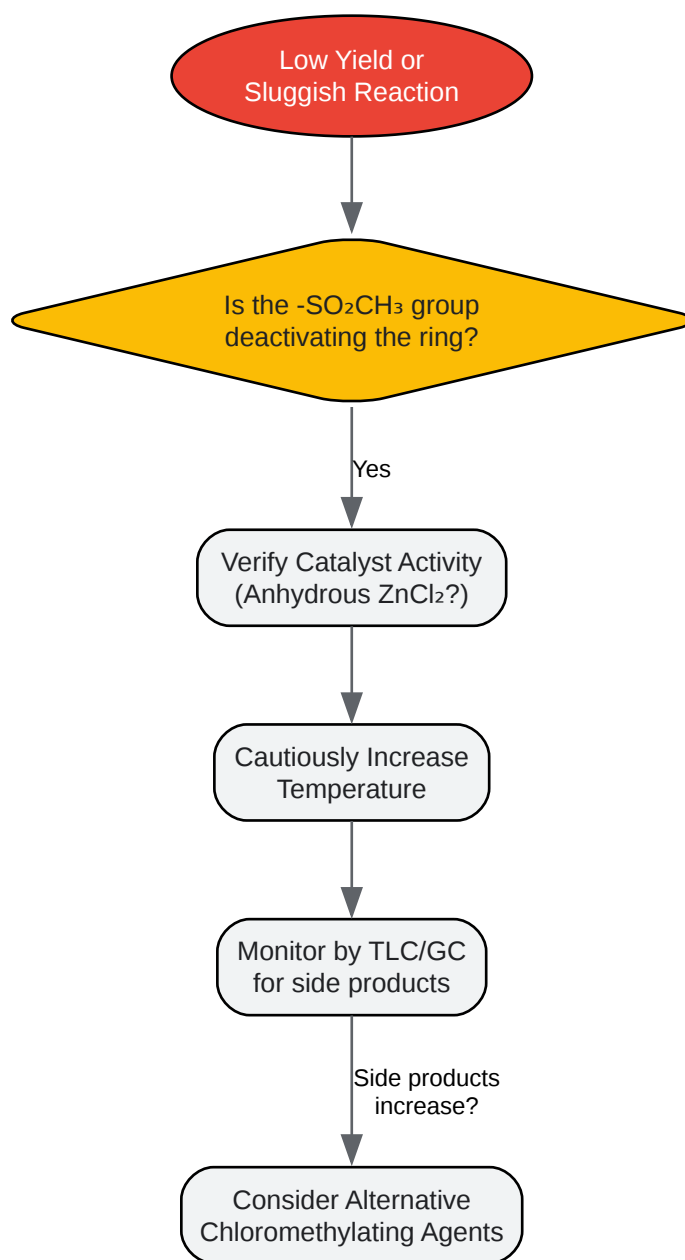 Low Yield or
Sluggish Reaction
Is the -SO₂CH₃ group
deactivating the ring?
Yes
Verify Catalyst Activity
(Anhydrous ZnCl₂?)
Cautiously Increase
Temperature
Monitor by TLC/GC
for side products
Side products
increase?
Consider Alternative
Chloromethylating Agents